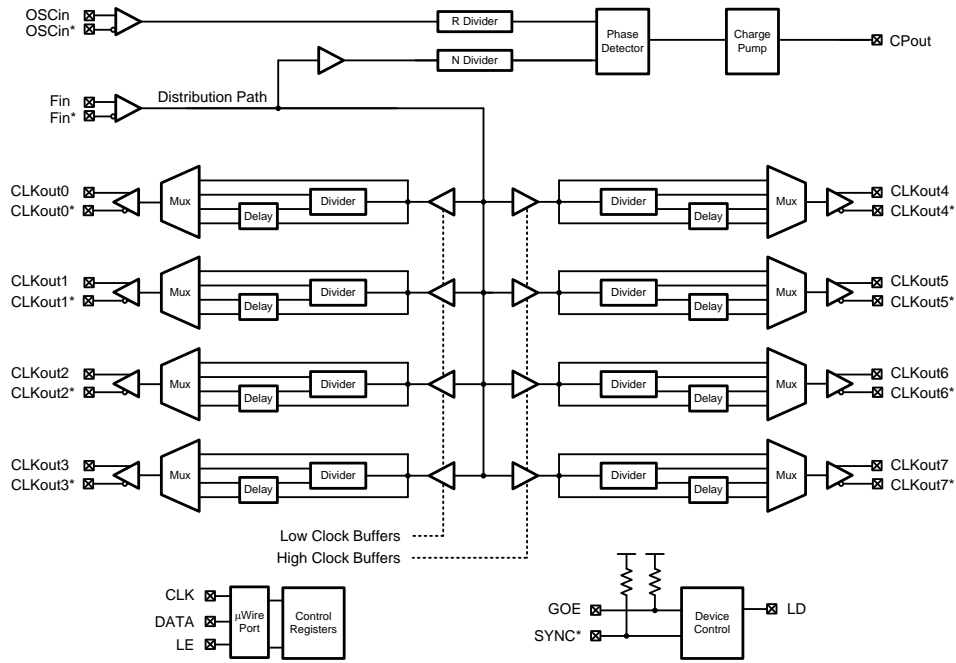 OSCin
OSCin*
R Divider
N Divider
Phase
Detector
Charge
Pump
CPout
Fin
Fin*
Distribution Path
CLKout0
CLKout0*
Mux
Delay
Divider
Divider
Delay
Mux
CLKout4
CLKout4*
CLKout1
CLKout1*
Mux
Delay
Divider
Divider
Delay
Mux
CLKout5
CLKout5*
CLKout2
CLKout2*
Mux
Delay
Divider
Divider
Delay
Mux
CLKout6
CLKout6*
CLKout3
CLKout3*
Mux
Delay
Divider
Divider
Delay
Mux
CLKout7
CLKout7*
Low Clock Buffers
High Clock Buffers
CLK
DATA
LE
μWire
Port
Control
Registers
GOE
SYNC*
Device
Control
LD